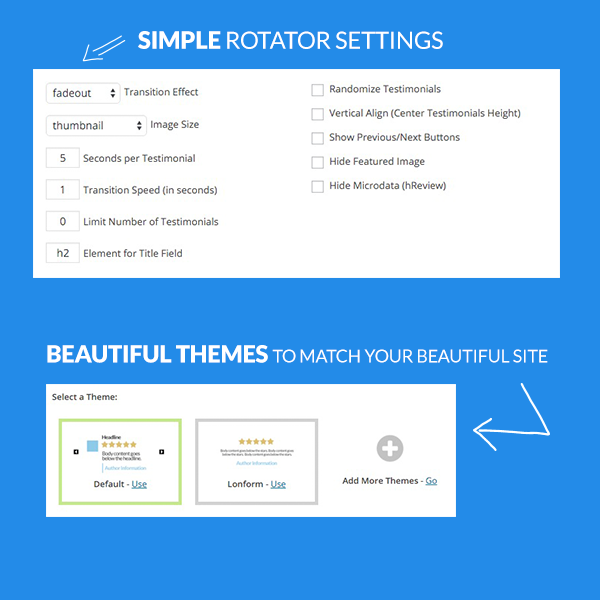 SIMPLE ROTATOR SETTINGS
fadeout Transition Effect
thumbnail Image Size
5 Seconds per Testimonial
1 Transition Speed (in seconds)
0 Limit Number of Testimonials
h2 Element for Title Field
Randomize Testimonials
Vertical Align (Center Testimonials Height)
Show Previous/Next Buttons
Hide Featured Image
Hide Microdata (hReview)
BEAUTIFUL THEMES TO MATCH YOUR BEAUTIFUL SITE
Select a Theme:
Headline
Body content goes
below the headline.
Author Information
Default - Use
Body content goes below the stars. Body content goes
below the stars. Body content goes below the stars.
Author Information
Lonform - Use
Add More Themes - Go